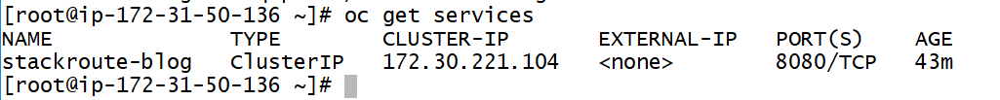 [root@ip-172-31-50-136 ~]# oc get services
NAME TYPE CLUSTER-IP EXTERNAL-IP PORT(S) AGE
stackroute-blog ClusterIP 172.30.221.104 <none> 8080/TCP 43m
[root@ip-172-31-50-136 ~]#